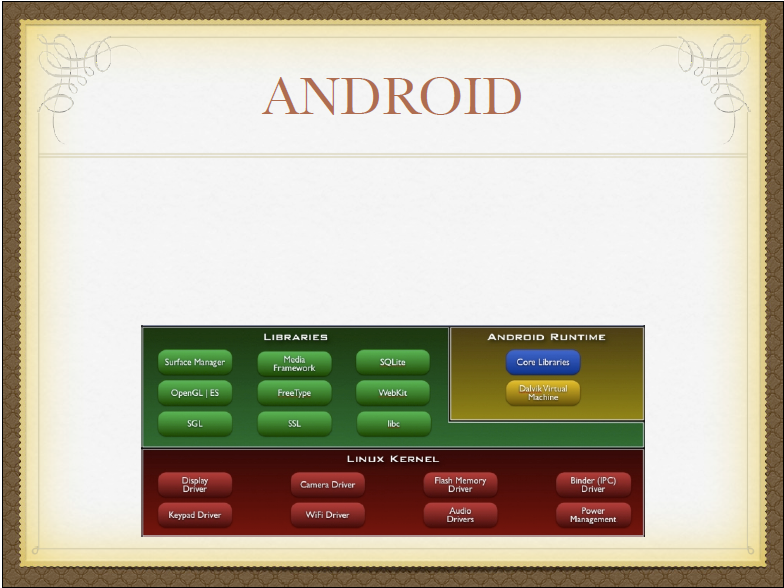 ANDROID
LIBRARIES
ANDROID RUNTIME
Surface Manager
Media
Framework
SQLite
Core Libraries
OpenGL | ES
FreeType
WebKit
Dalvik Virtual
Machine
SGL
SSL
libc
LINUX KERNEL
Display
Driver
Camera Driver
Flash Memory
Driver
Binder (IPC)
Driver
Keypad Driver
WiFi Driver
Audio
Drivers
Power
Management